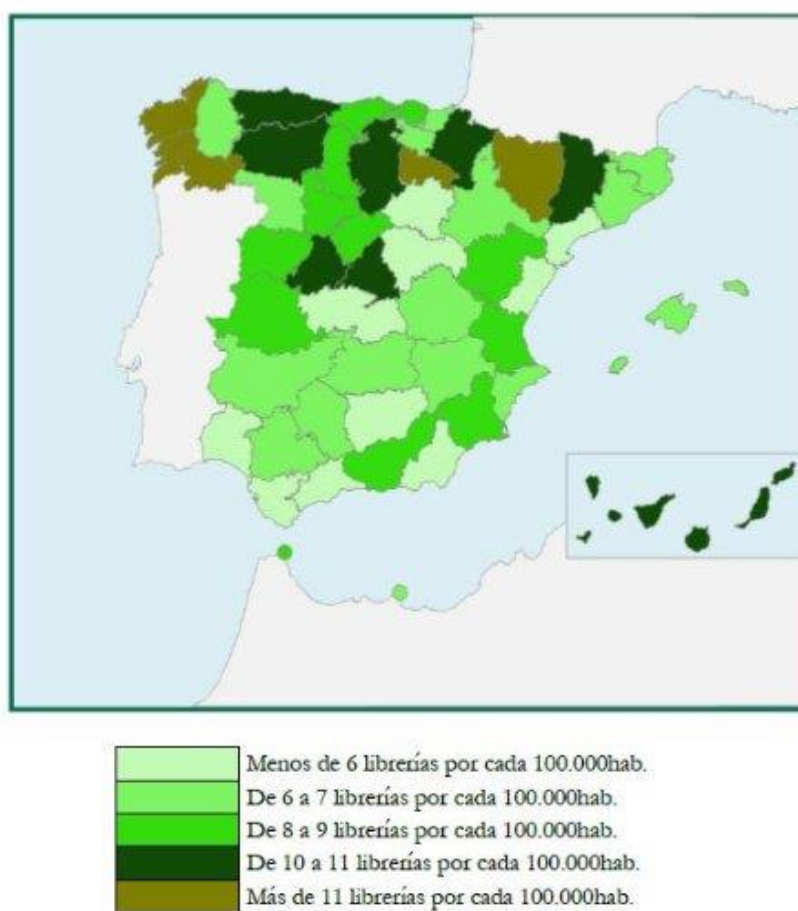 Menos de 6 librerías por cada 100.000hab.
De 6 a 7 librerías por cada 100.000hab.
De 8 a 9 librerías por cada 100.000hab.
De 10 a 11 librerías por cada 100.000hab.
Más de 11 librerías por cada 100.000hab.